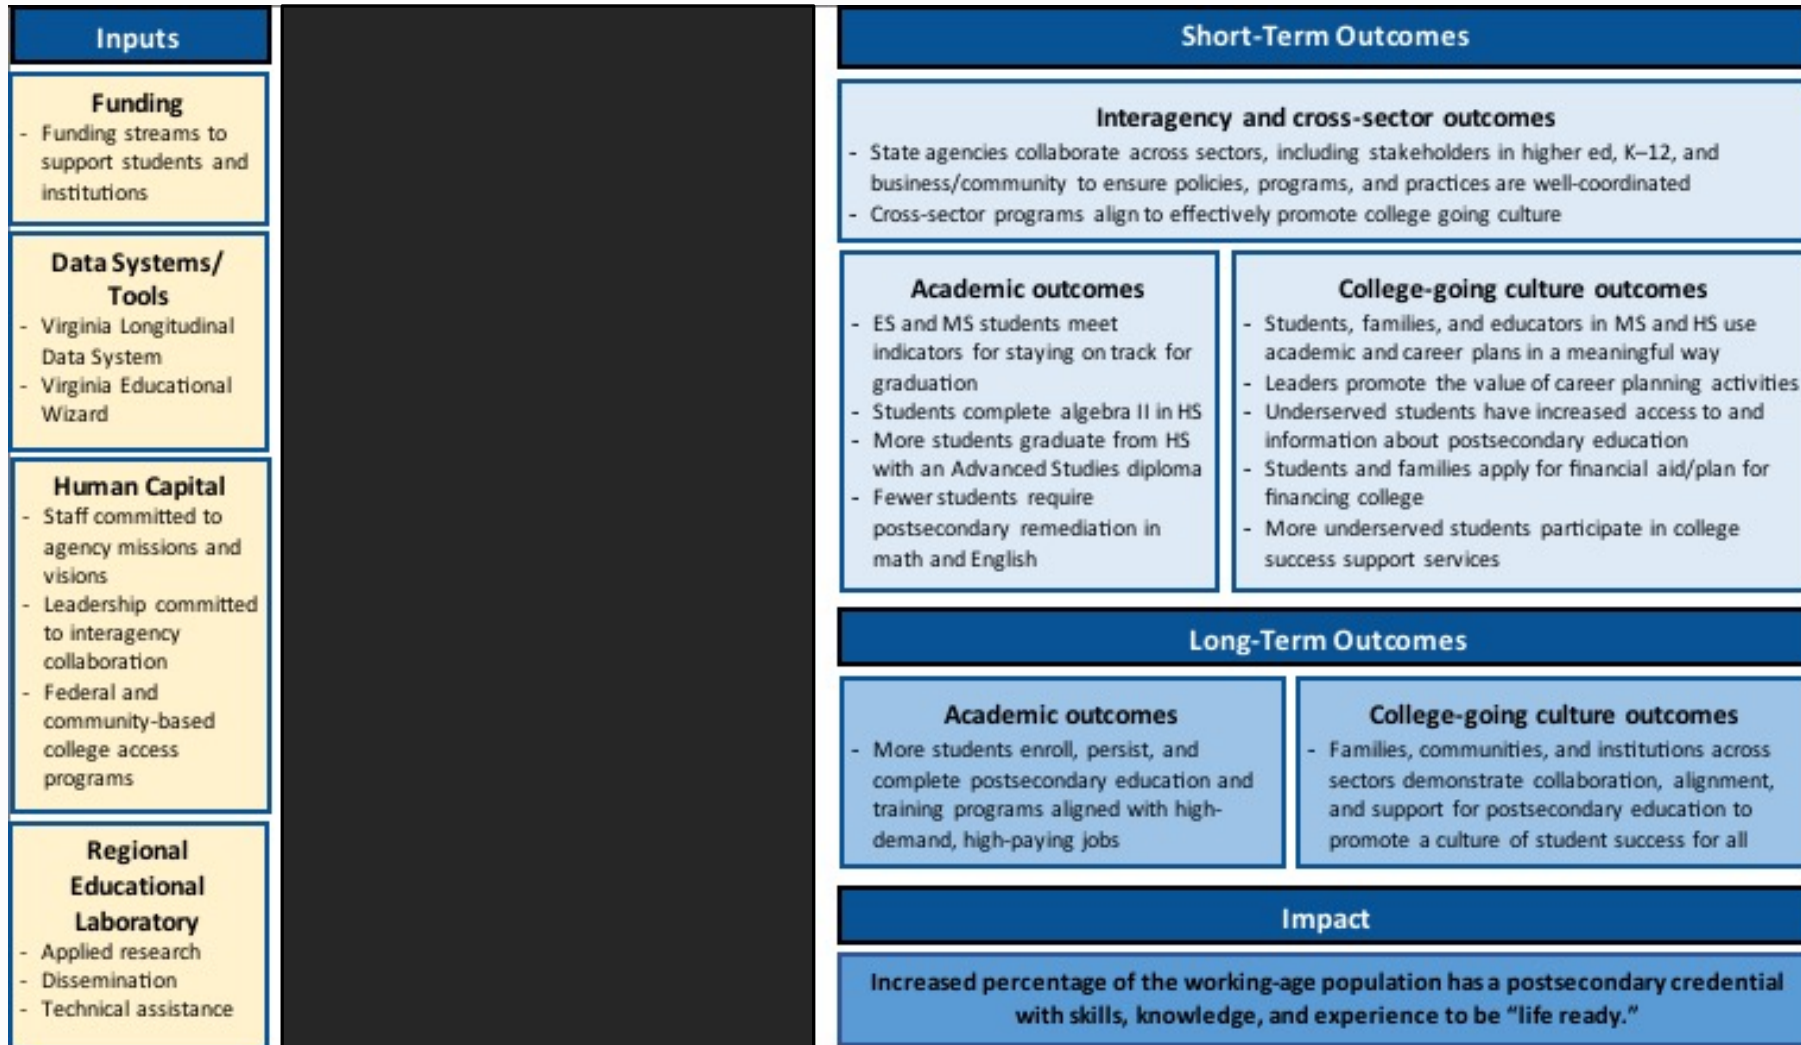 Inputs
Funding
- Funding streams to
support students and
institutions
Data Systems/
Tools
- Virginia Longitudinal
Data System
- Virginia Educational
Wizard
Human Capital
- Staff committed to
agency missions and
visions
- Leadership committed
to interagency
collaboration
- Federal and
community-based
college access
programs
Regional
Educational
Laboratory
- Applied research
- Dissemination
- Technical assistance
Short-Term Outcomes
Interagency and cross-sector outcomes
- State agencies collaborate across sectors, including stakeholders in higher ed, K–12, and
business/community to ensure policies, programs, and practices are well-coordinated
- Cross-sector programs align to effectively promote college going culture
Academic outcomes
- ES and MS students meet
indicators for staying on track for
graduation
- Students complete algebra II in HS
- More students graduate from HS
with an Advanced Studies diploma
- Fewer students require
postsecondary remediation in
math and English
College-going culture outcomes
- Students, families, and educators in MS and HS use
academic and career plans in a meaningful way
- Leaders promote the value of career planning activities
- Underserved students have increased access to and
information about postsecondary education
- Students and families apply for financial aid/plan for
financing college
- More underserved students participate in college
success support services
Long-Term Outcomes
Academic outcomes
- More students enroll, persist, and
complete postsecondary education and
training programs aligned with high-
demand, high-paying jobs
College-going culture outcomes
- Families, communities, and institutions across
sectors demonstrate collaboration, alignment,
and support for postsecondary education to
promote a culture of student success for all
Impact
Increased percentage of the working-age population has a postsecondary credential
with skills, knowledge, and experience to be “life ready.”